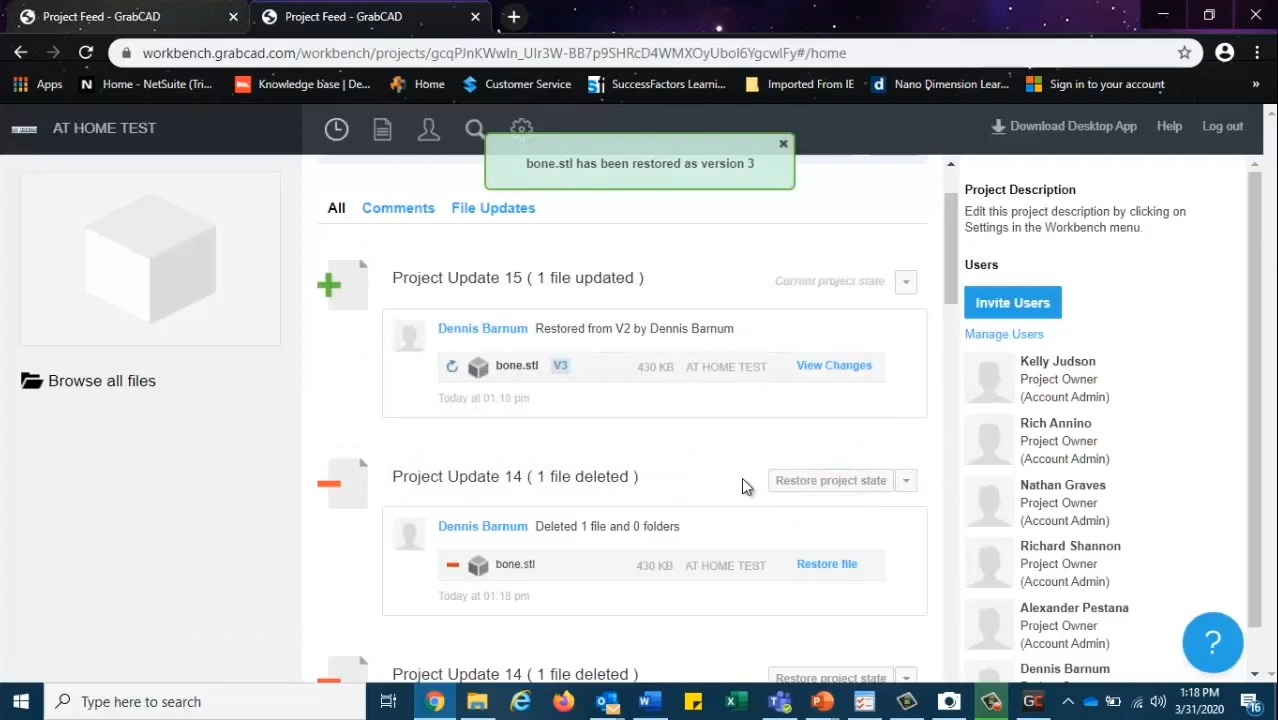 Project Feed - GrabCAD
Project Feed - GrabCAD
workbench.grabcad.com/workbench/projects/gcqPJnKWwIn_UIr3W-BB7p9SHRcD4WMXOyUboI6YgcwlFy#/home
Apps
Home - NetSuite (Tri...
Knowledge base | De...
Home
Customer Service
SuccessFactors Learni...
Imported From IE
Nano Dimension Lear...
Sign in to your account
»
AT HOME TEST
Download Desktop App
Help
Log out
bone.stl has been restored as version 3
All
Comments
File Updates
Project Update 15 ( 1 file updated )
Current project state
Dennis Barnum Restored from V2 by Dennis Barnum
bone.stl V3 430 KB AT HOME TEST View Changes
Today at 01:18 pm
Project Update 14 ( 1 file deleted )
Restore project state
Dennis Barnum Deleted 1 file and 0 folders
bone.stl 430 KB AT HOME TEST Restore file
Today at 01:18 pm
Project Update 14 ( 1 file deleted )
Restore project state
Browse all files
Project Description
Edit this project description by clicking on
Settings in the Workbench menu.
Users
Invite Users
Manage Users
Kelly Judson
Project Owner
(Account Admin)
Rich Annino
Project Owner
(Account Admin)
Nathan Graves
Project Owner
(Account Admin)
Richard Shannon
Project Owner
(Account Admin)
Alexander Pestana
Project Owner
(Account Admin)
Dennis Barnum
?
Type here to search
GC
1:18 PM
3/31/2020
16